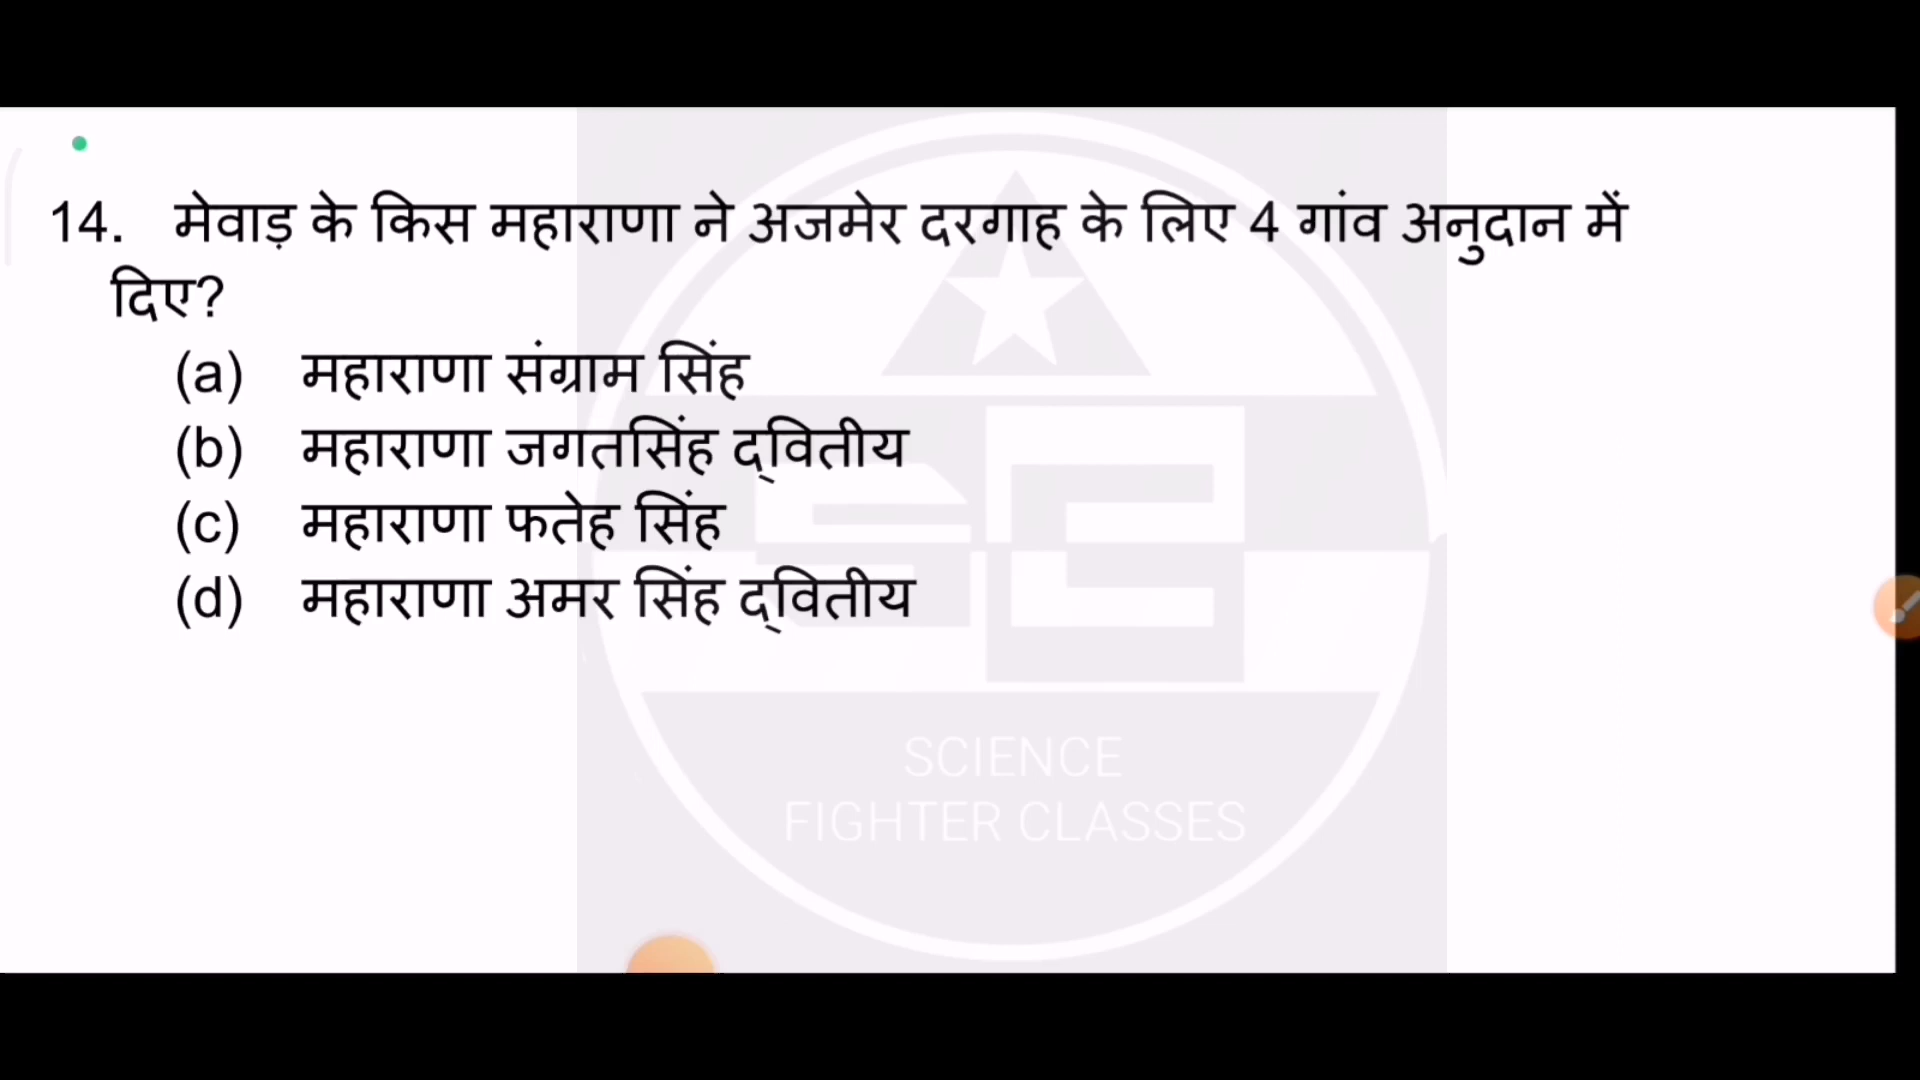 14. मेवाड़ के किस महाराणा ने अजमेर दरगाह के लिए 4 गांव अनुदान में
दिए?
(a) महाराणा संग्राम सिंह
(b) महाराणा जगतसिंह द्वितीय
(c) महाराणा फतेह सिंह
(d) महाराणा अमर सिंह द्वितीय
SCIENCE
FIGHTER CLASSES